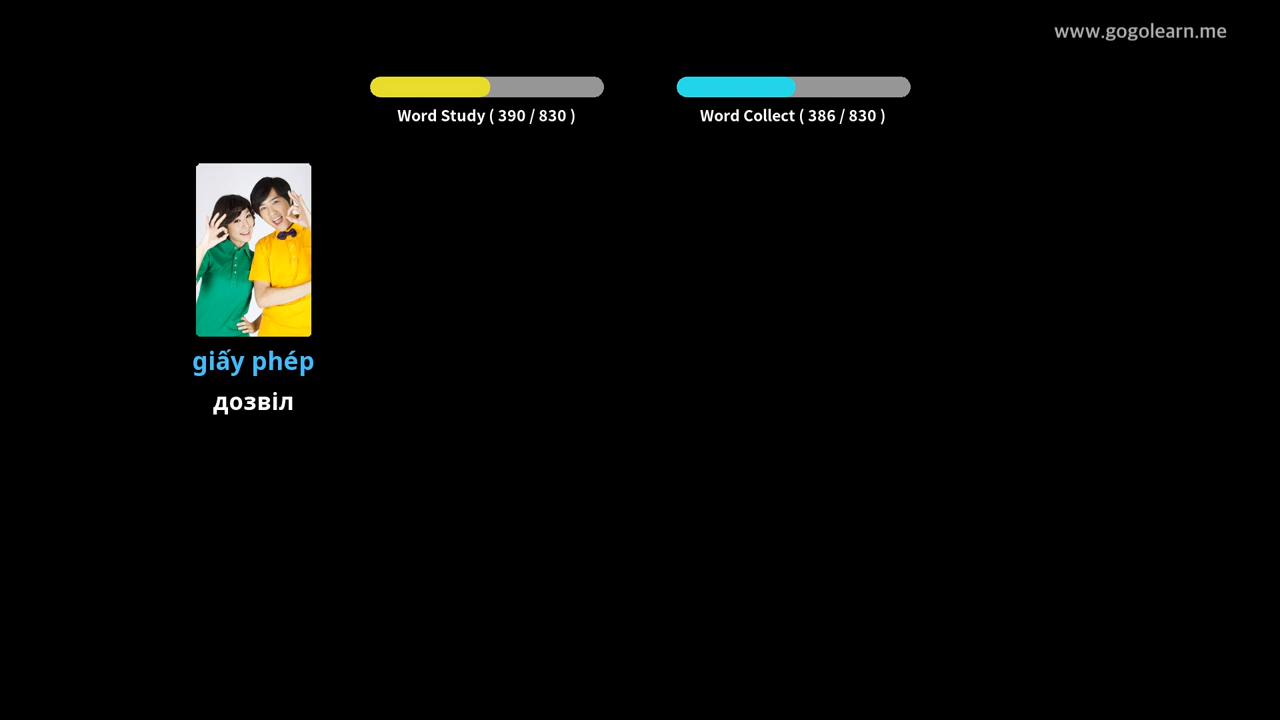 www.gogolearn.me
Word Study ( 390 / 830 )
Word Collect ( 386 / 830 )
giấy phép
дозвіл